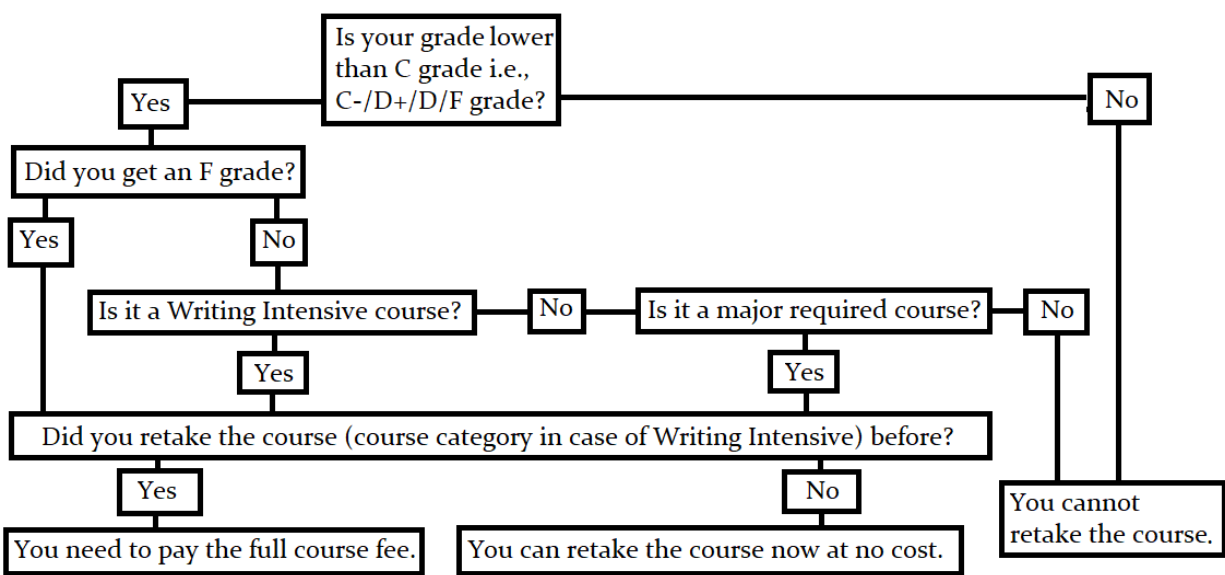 Is your grade lower
than C grade i.e.,
C-/D+/D/F grade?
Yes
No
Did you get an F grade?
Yes
No
Is it a Writing Intensive course?
No
Is it a major required course?
No
Yes
Yes
Did you retake the course (course category in case of Writing Intensive) before?
Yes
No
You cannot
retake the course.
You need to pay the full course fee.
You can retake the course now at no cost.